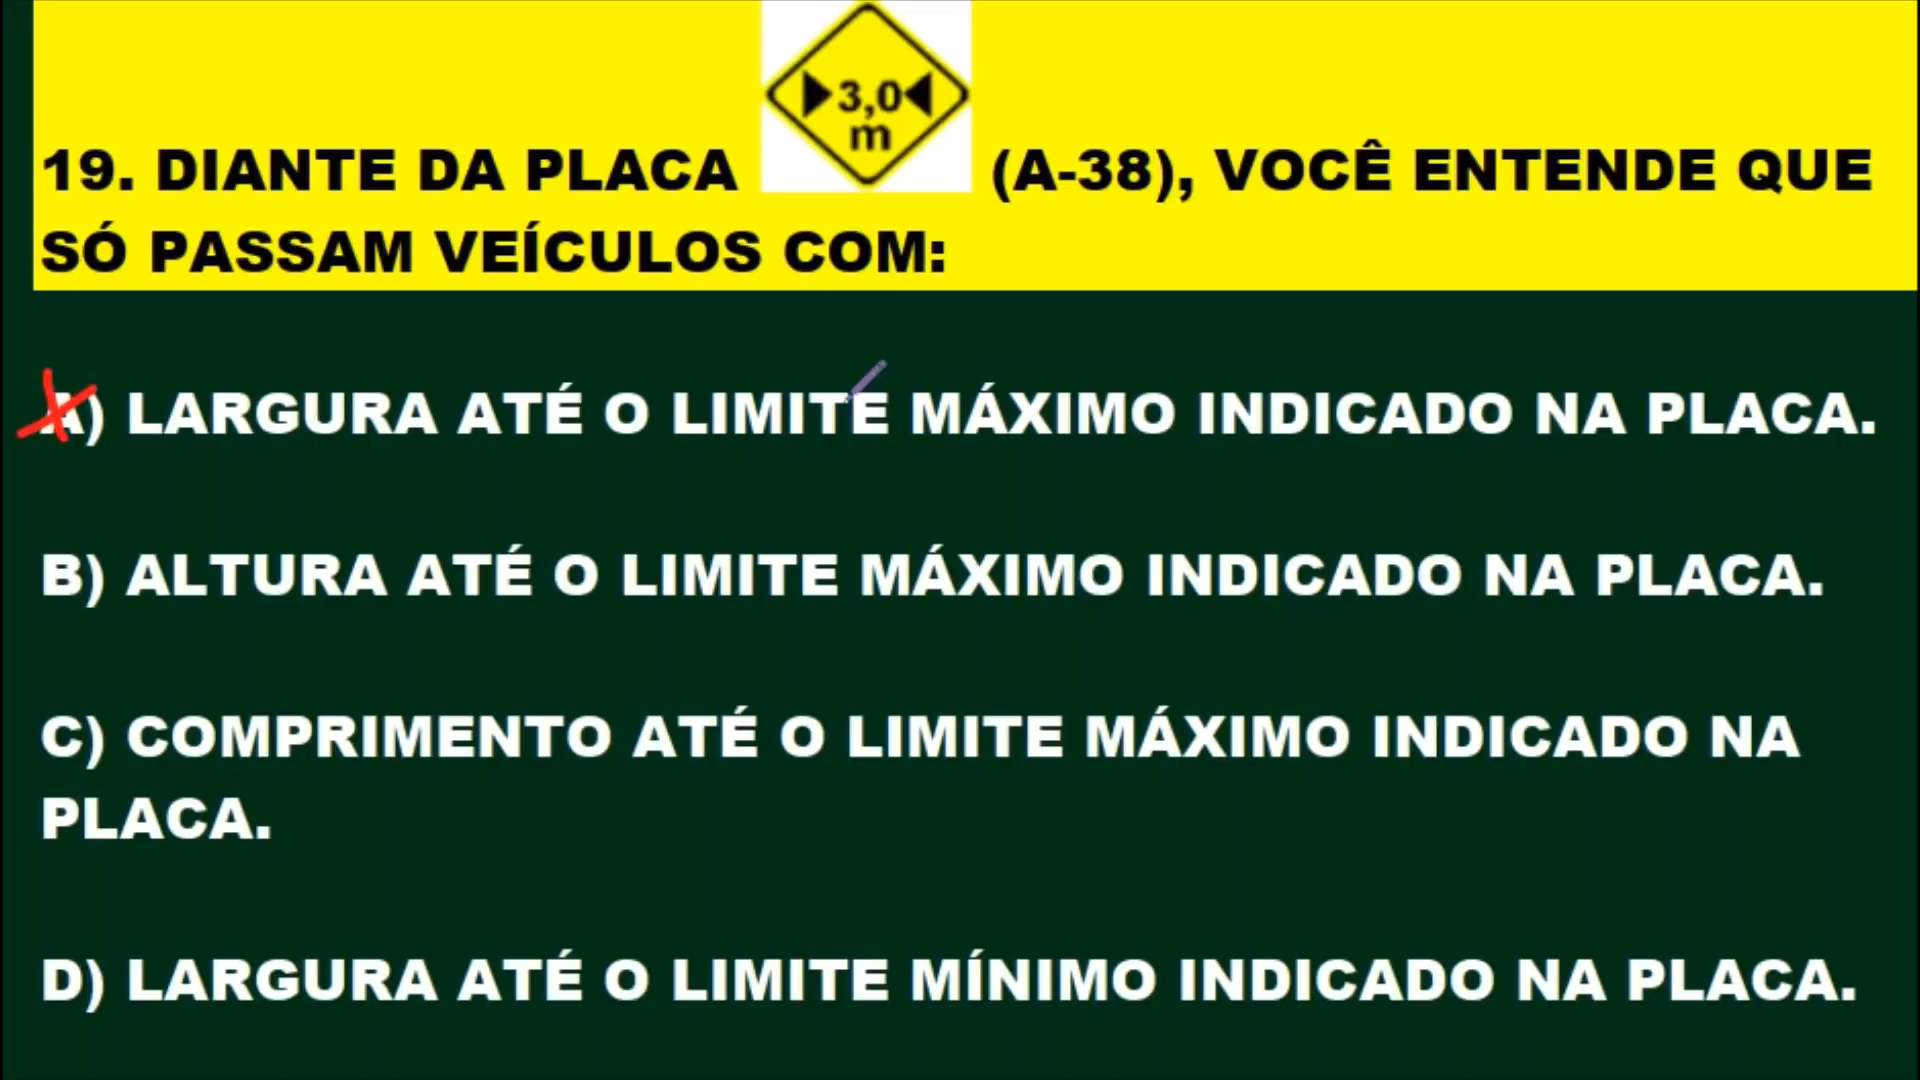 3,0
m
19. DIANTE DA PLACA (A-38), VOCÊ ENTENDE QUE
SÓ PASSAM VEÍCULOS COM:
A) LARGURA ATÉ O LIMITE MÁXIMO INDICADO NA PLACA.
B) ALTURA ATÉ O LIMITE MÁXIMO INDICADO NA PLACA.
C) COMPRIMENTO ATÉ O LIMITE MÁXIMO INDICADO NA
PLACA.
D) LARGURA ATÉ O LIMITE MÍNIMO INDICADO NA PLACA.